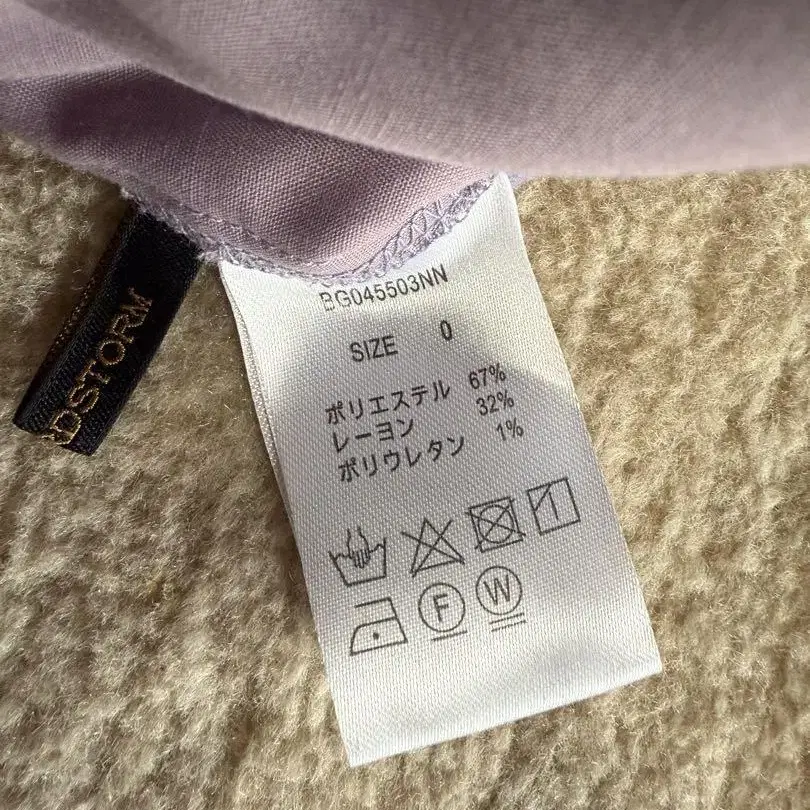 DSTORM
BG045503NN
SIZE 0
ポリエステル 67%
レーヨン 32%
ポリウレタン 1%
F W